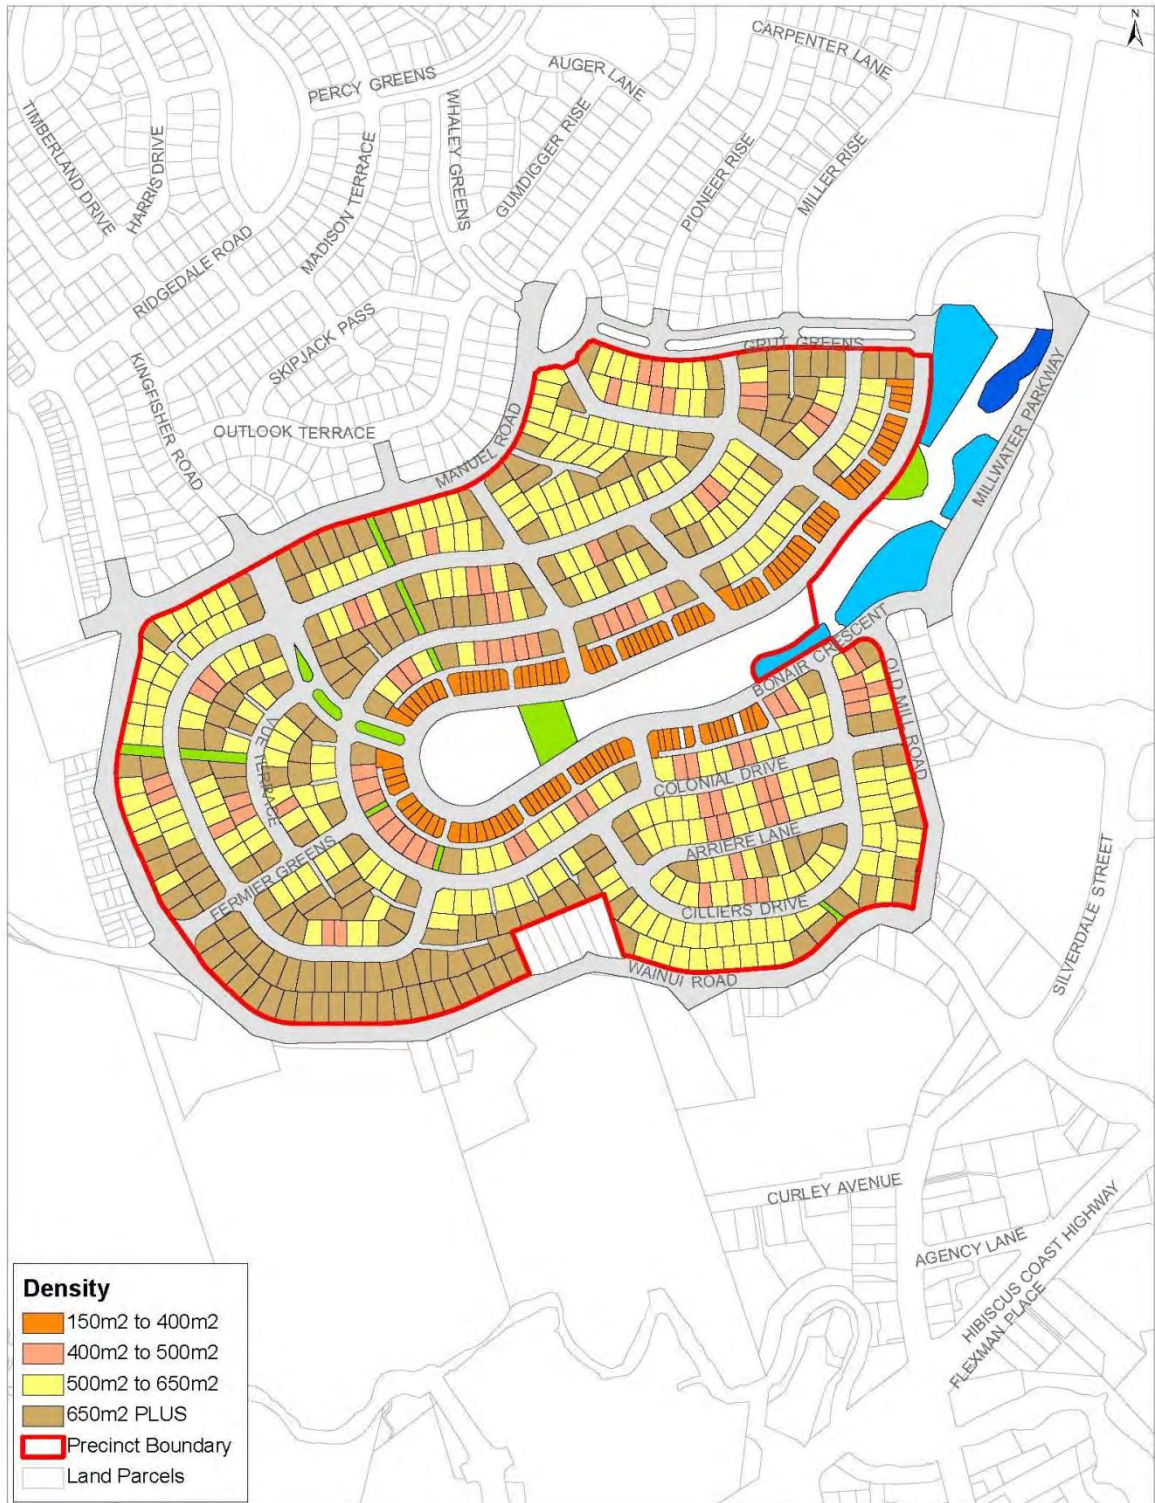 N
CARPENTER LANE
AUGER LANE
PERCY GREENS
WHALEY GREENS
GUMDIGGER RISE
TIMBERLAND DRIVE
HARRIS DRIVE
MADISON TERRACE
PIONEER RISE
MILLER RISE
RIDGEDALE ROAD
SKIPJACK PASS
GRUT GREENS
KINGFISHER ROAD
OUTLOOK TERRACE
MANUEL ROAD
MILLWATER PARKWAY
BONAIR CRESCENT
OLD MILL ROAD
VUE TERRACE
COLONIAL DRIVE
ARRIERE LANE
FERMIER GREENS
CILLIERS DRIVE
SILVERDALE STREET
WAINUI ROAD
CURLEY AVENUE
AGENCY LANE
HIBISCUS COAST HIGHWAY
FLEXMAN PLACE
Density
150m2 to 400m2
400m2 to 500m2
500m2 to 650m2
650m2 PLUS
Precinct Boundary
Land Parcels